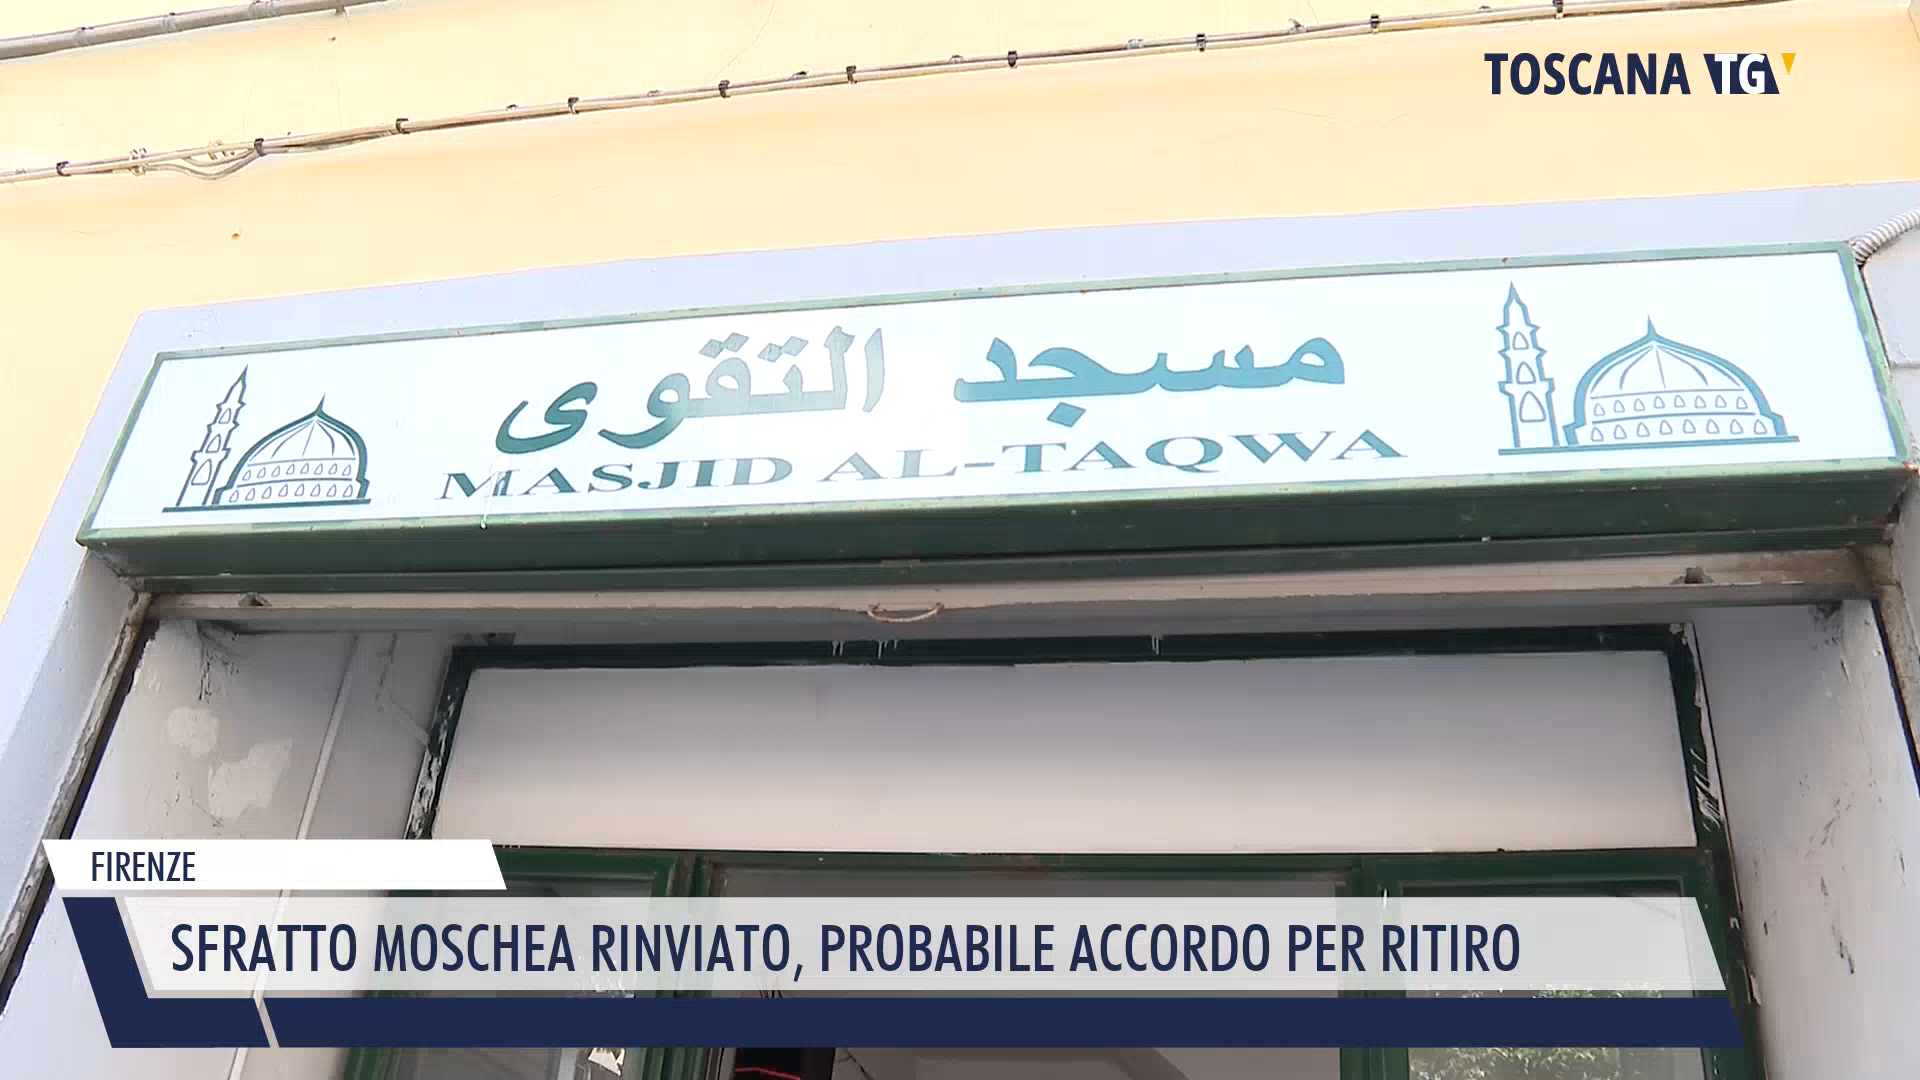 TOSCANA TG
مسجد التقوى
MASJID AL-TAQWA
FIRENZE
SFRATTO MOSCHEA RINVIATO, PROBABILE ACCORDO PER RITIRO